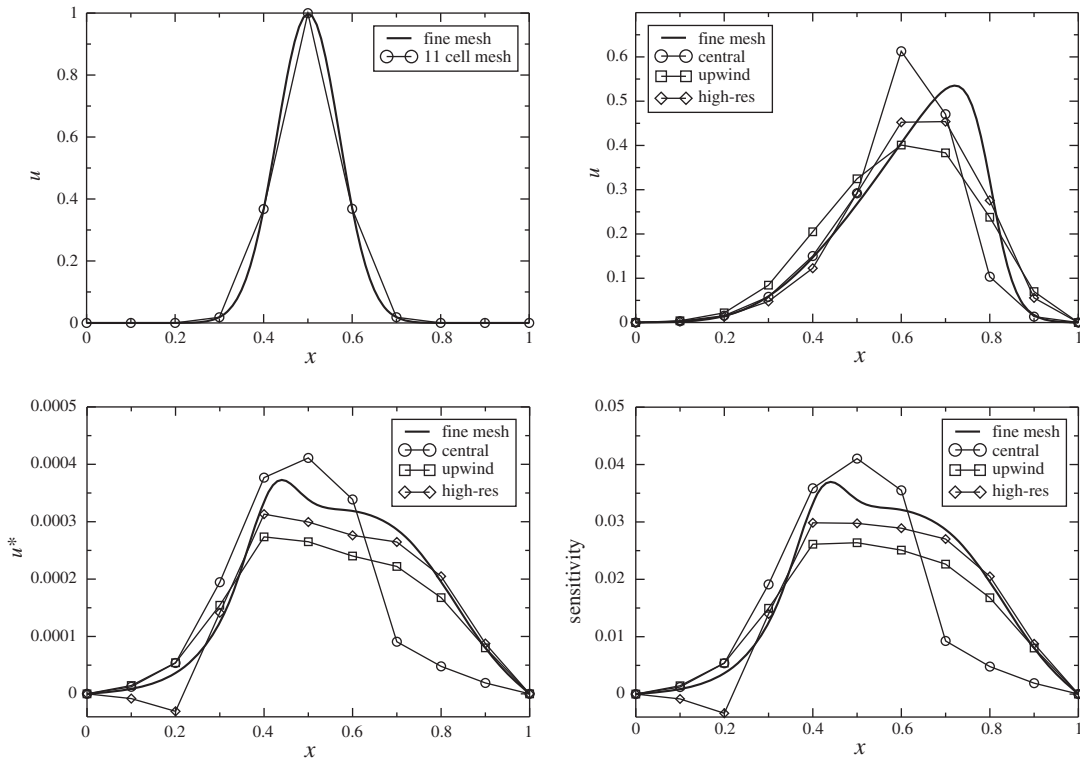 1
0.8
0.6
0.4
0.2
0
u
0
0.2
0.4
0.6
0.8
1
x
fine mesh
11 cell mesh
0.6
0.5
0.4
0.3
0.2
0.1
0
u
0
0.2
0.4
0.6
0.8
1
x
fine mesh
central
upwind
high-res
0.0005
0.0004
0.0003
0.0002
0.0001
0
u*
0
0.2
0.4
0.6
0.8
1
x
fine mesh
central
upwind
high-res
0.05
0.04
0.03
0.02
0.01
0
sensitivity
0
0.2
0.4
0.6
0.8
1
x
fine mesh
central
upwind
high-res